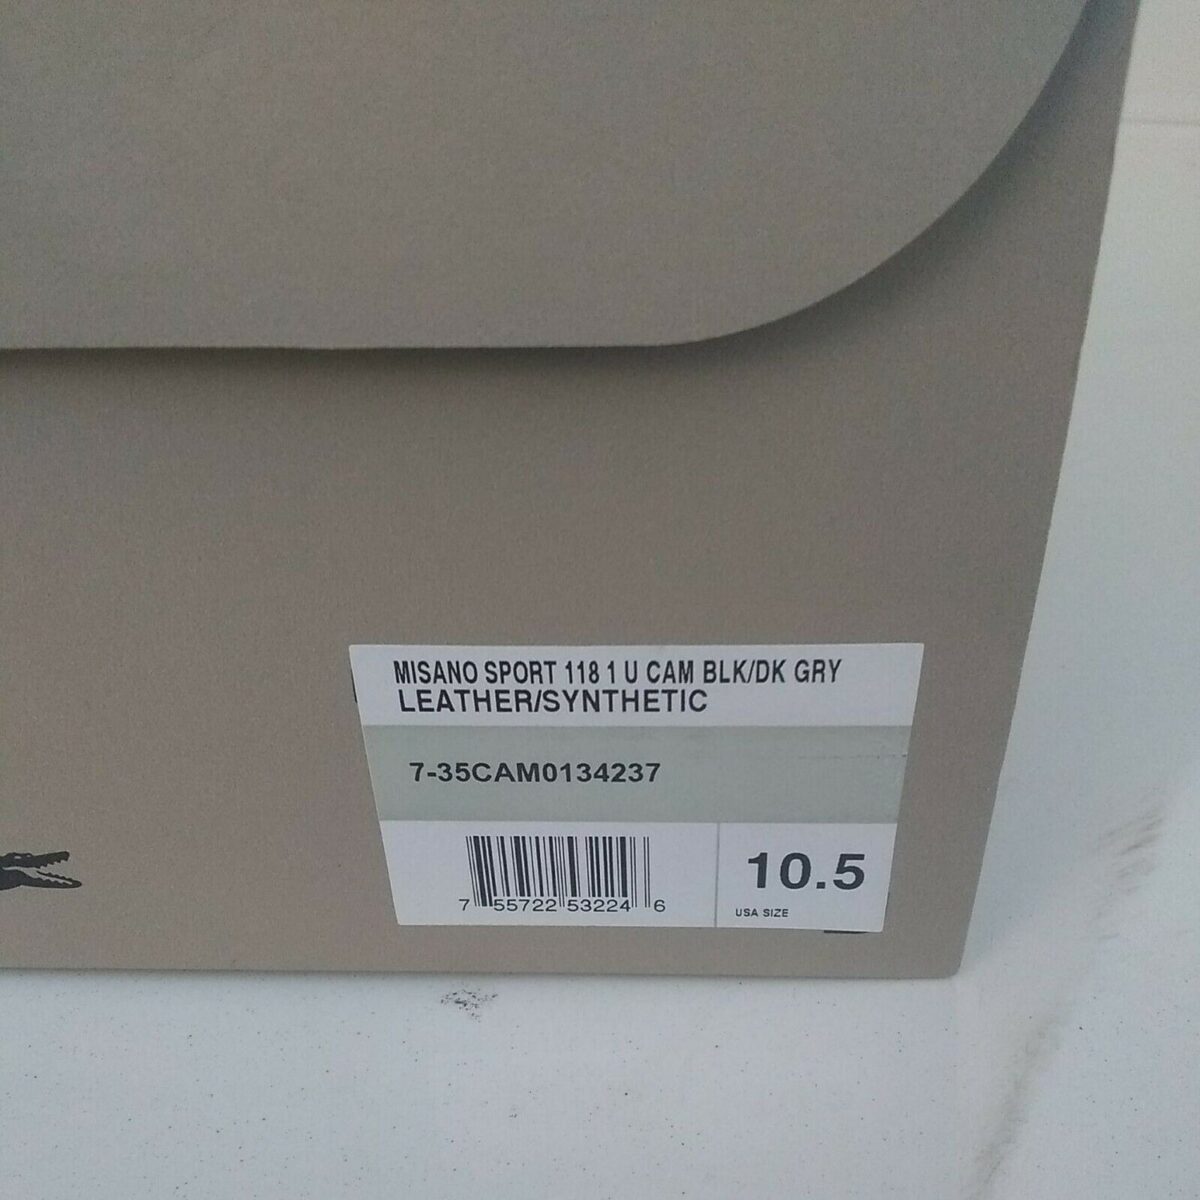 MISANO SPORT 118 1 U CAM BLK/DK GRY
LEATHER/SYNTHETIC
7-35CAM0134237
7 55722 53224 6
10.5
USA SIZE